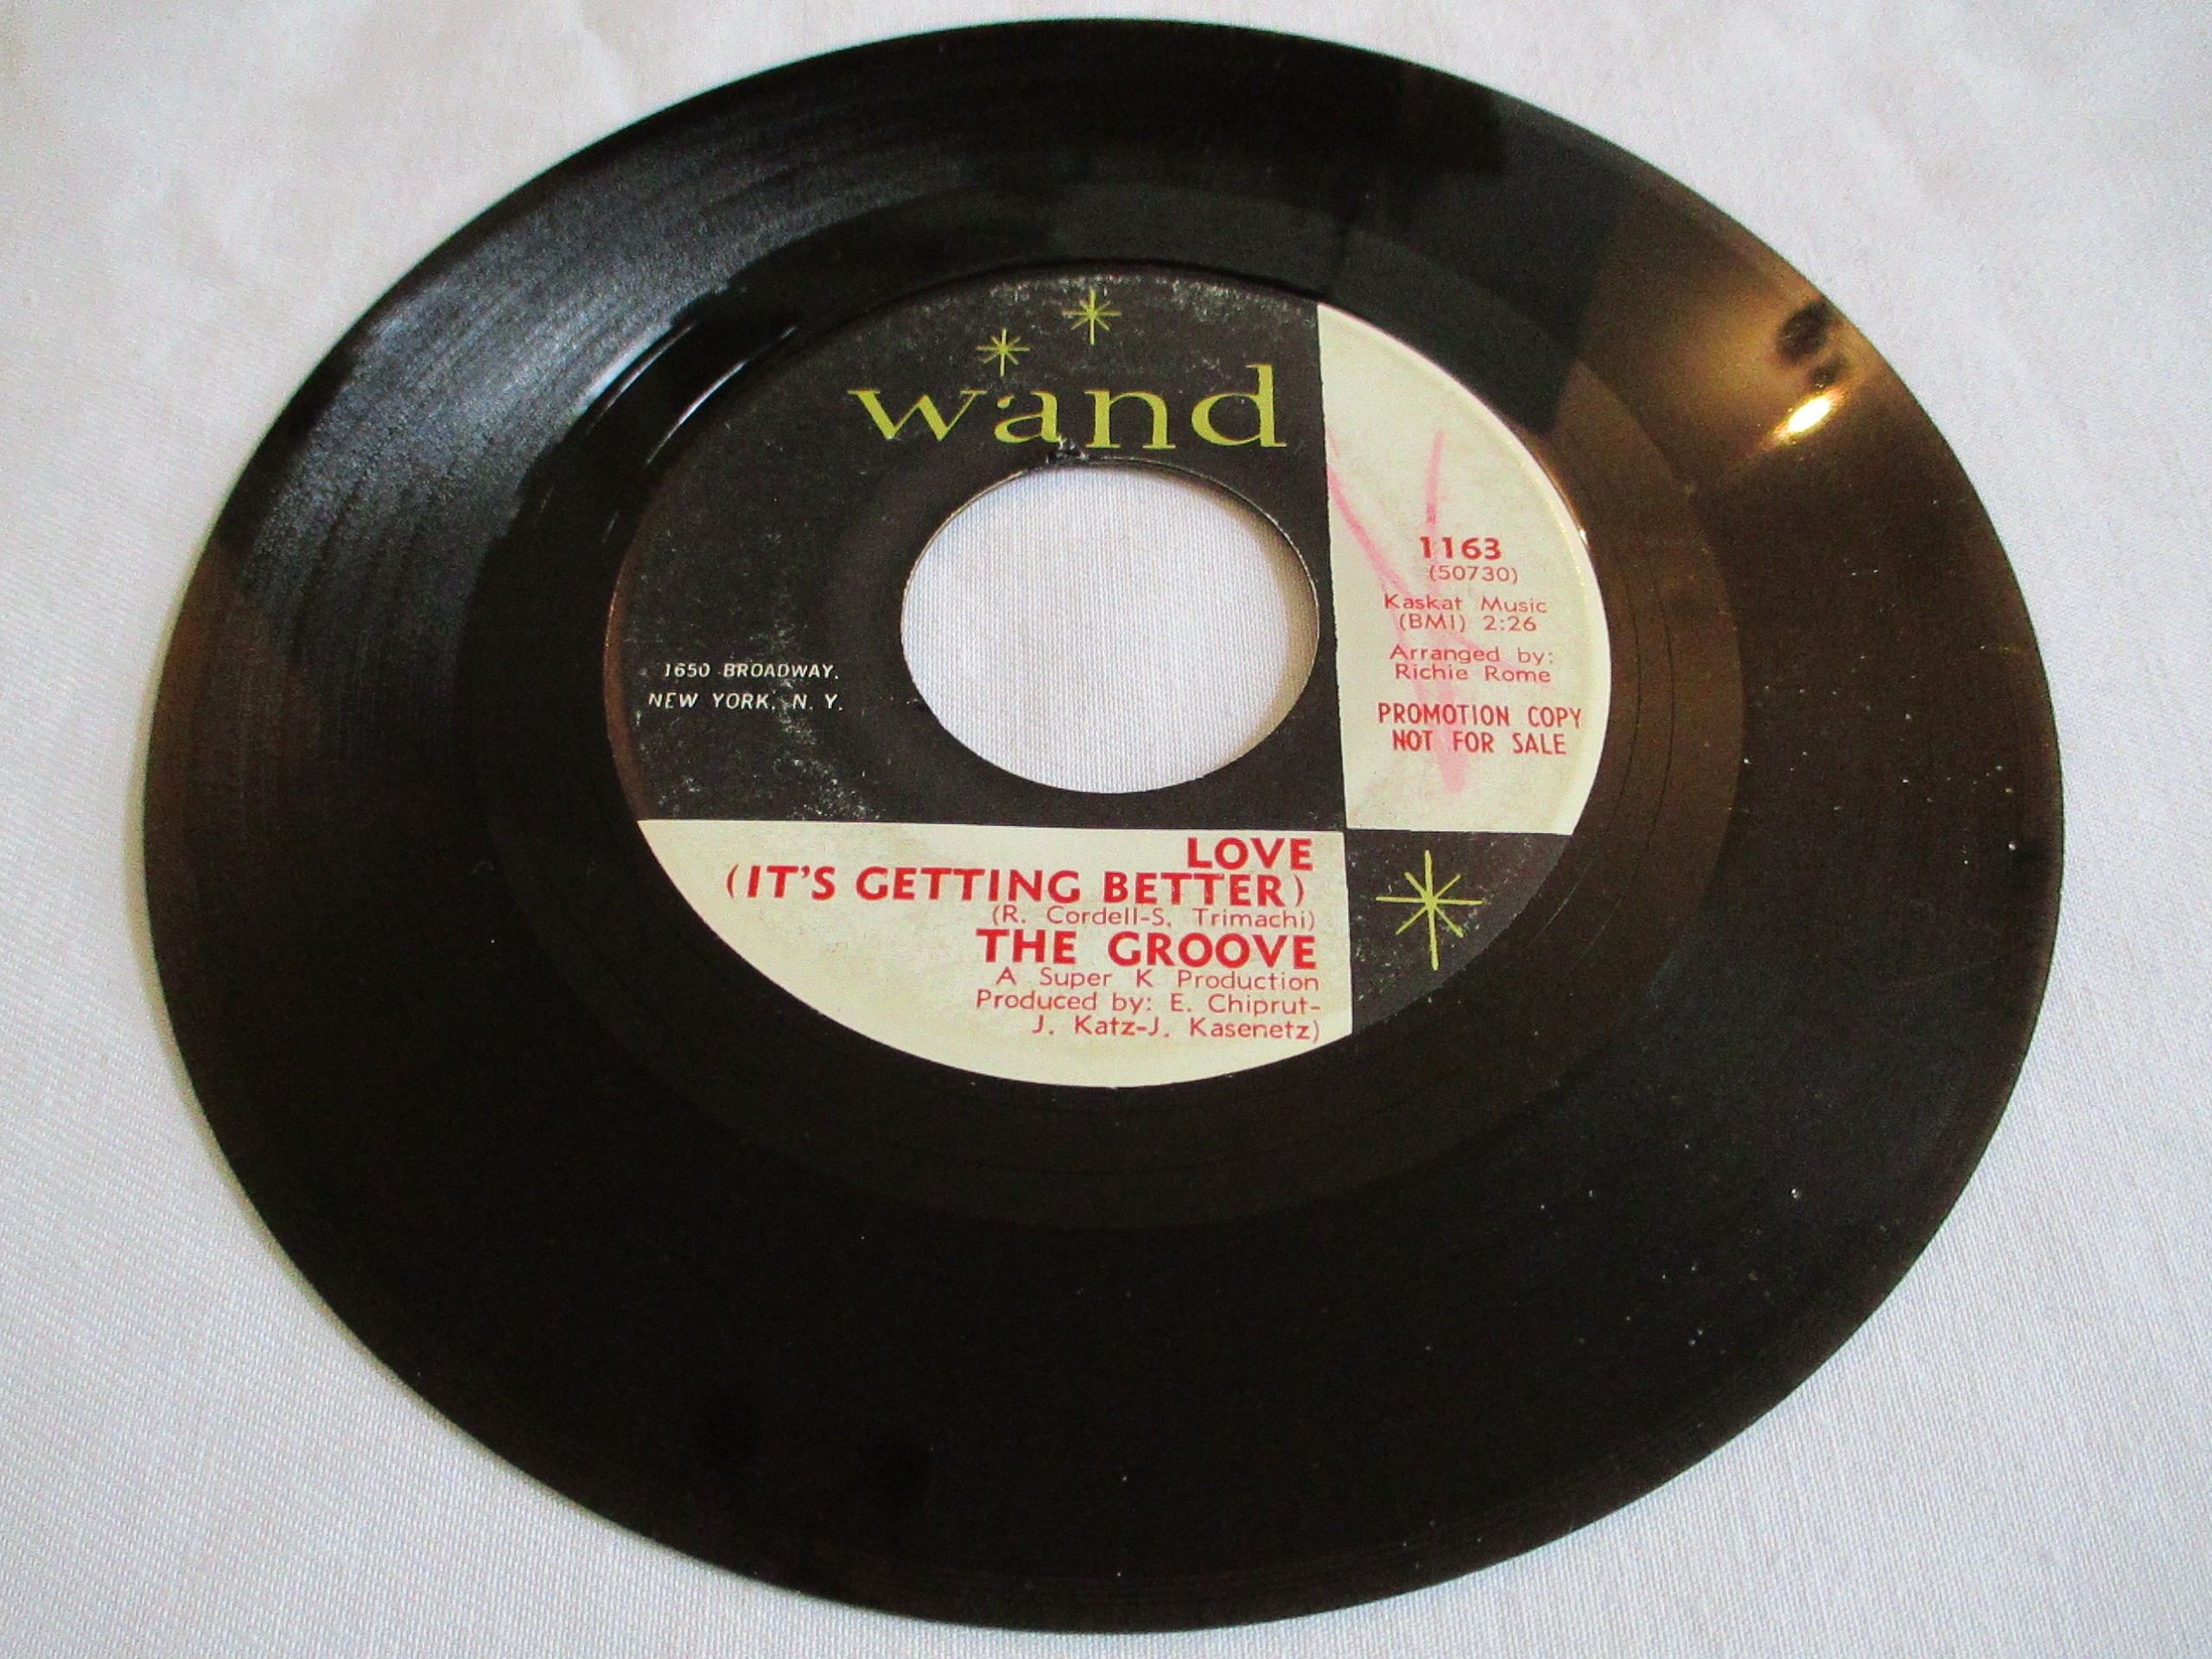 wand
1650 BROADWAY,
NEW YORK, N. Y.
1163
(50730)
Kaskat Music
(BMI) 2:26
Arranged by:
Richie Rome
PROMOTION COPY
NOT FOR SALE
LOVE
(IT'S GETTING BETTER)
(R. Cordell-S. Trimachi)
THE GROOVE
A Super K Production
Produced by: E. Chiprut-
J. Katz-J. Kasenetz)